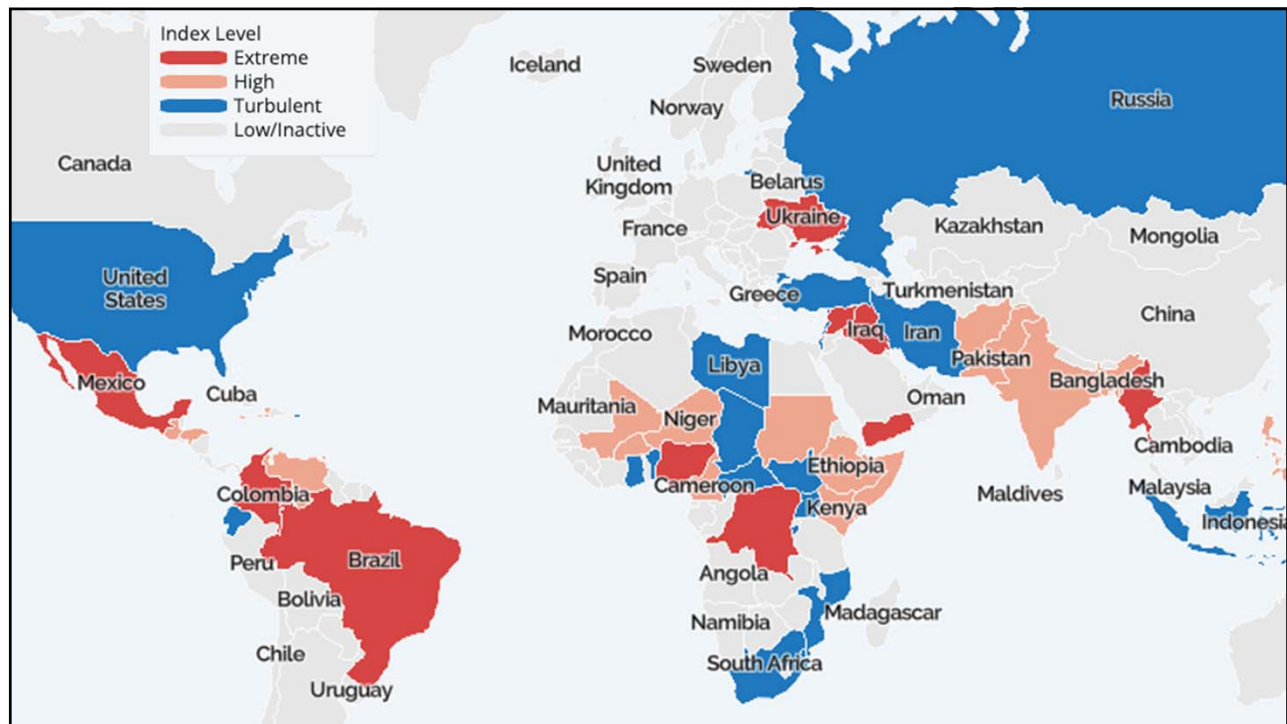 Index Level
Extreme
High
Turbulent
Low/Inactive
Iceland
Sweden
Norway
Russia
Canada
United
Kingdom
Belarus
Ukraine
France
Kazakhstan
Mongolia
United
States
Spain
Greece
Turkmenistan
China
Morocco
Libya
Iraq
Iran
Pakistan
Mexico
Cuba
Bangladesh
Oman
Mauritania
Niger
Cambodia
Ethiopia
Colombia
Cameroon
Kenya
Maldives
Malaysia
Indonesia
Peru
Brazil
Angola
Bolivia
Madagascar
Namibia
Chile
South Africa
Uruguay